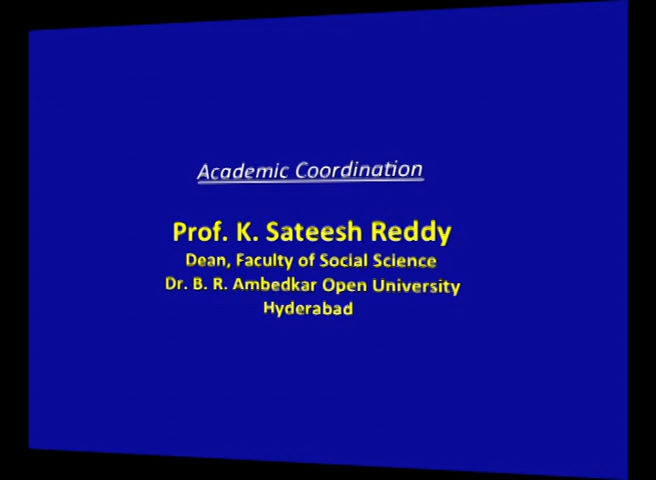 Academic Coordination
Prof. K. Sateesh Reddy
Dean, Faculty of Social Science
Dr. B. R. Ambedkar Open University
Hyderabad